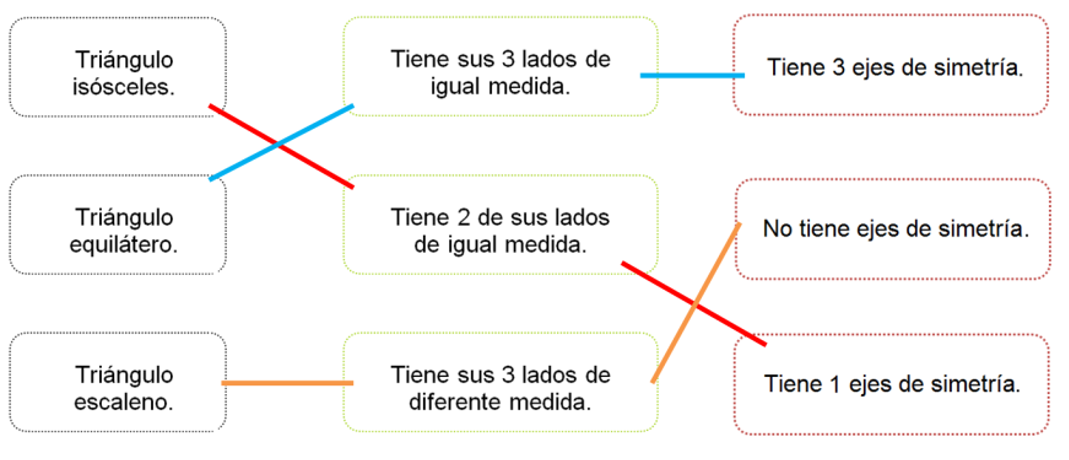 Triángulo
isósceles.
Tiene sus 3 lados de
igual medida.
Tiene 3 ejes de simetría.
Triángulo
equilátero.
Tiene 2 de sus lados
de igual medida.
No tiene ejes de simetría.
Triángulo
escaleno.
Tiene sus 3 lados de
diferente medida.
Tiene 1 ejes de simetría.